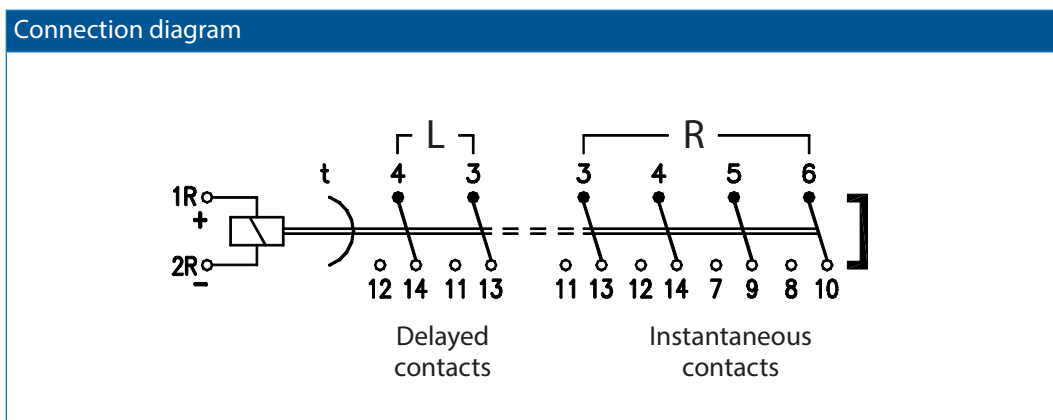 Connection diagram
L R
t 4 3 3 4 5 6
1R
+
2R
–
12 14 11 13 11 13 12 14 7 9 8 10
Delayed Instantaneous
contacts contacts